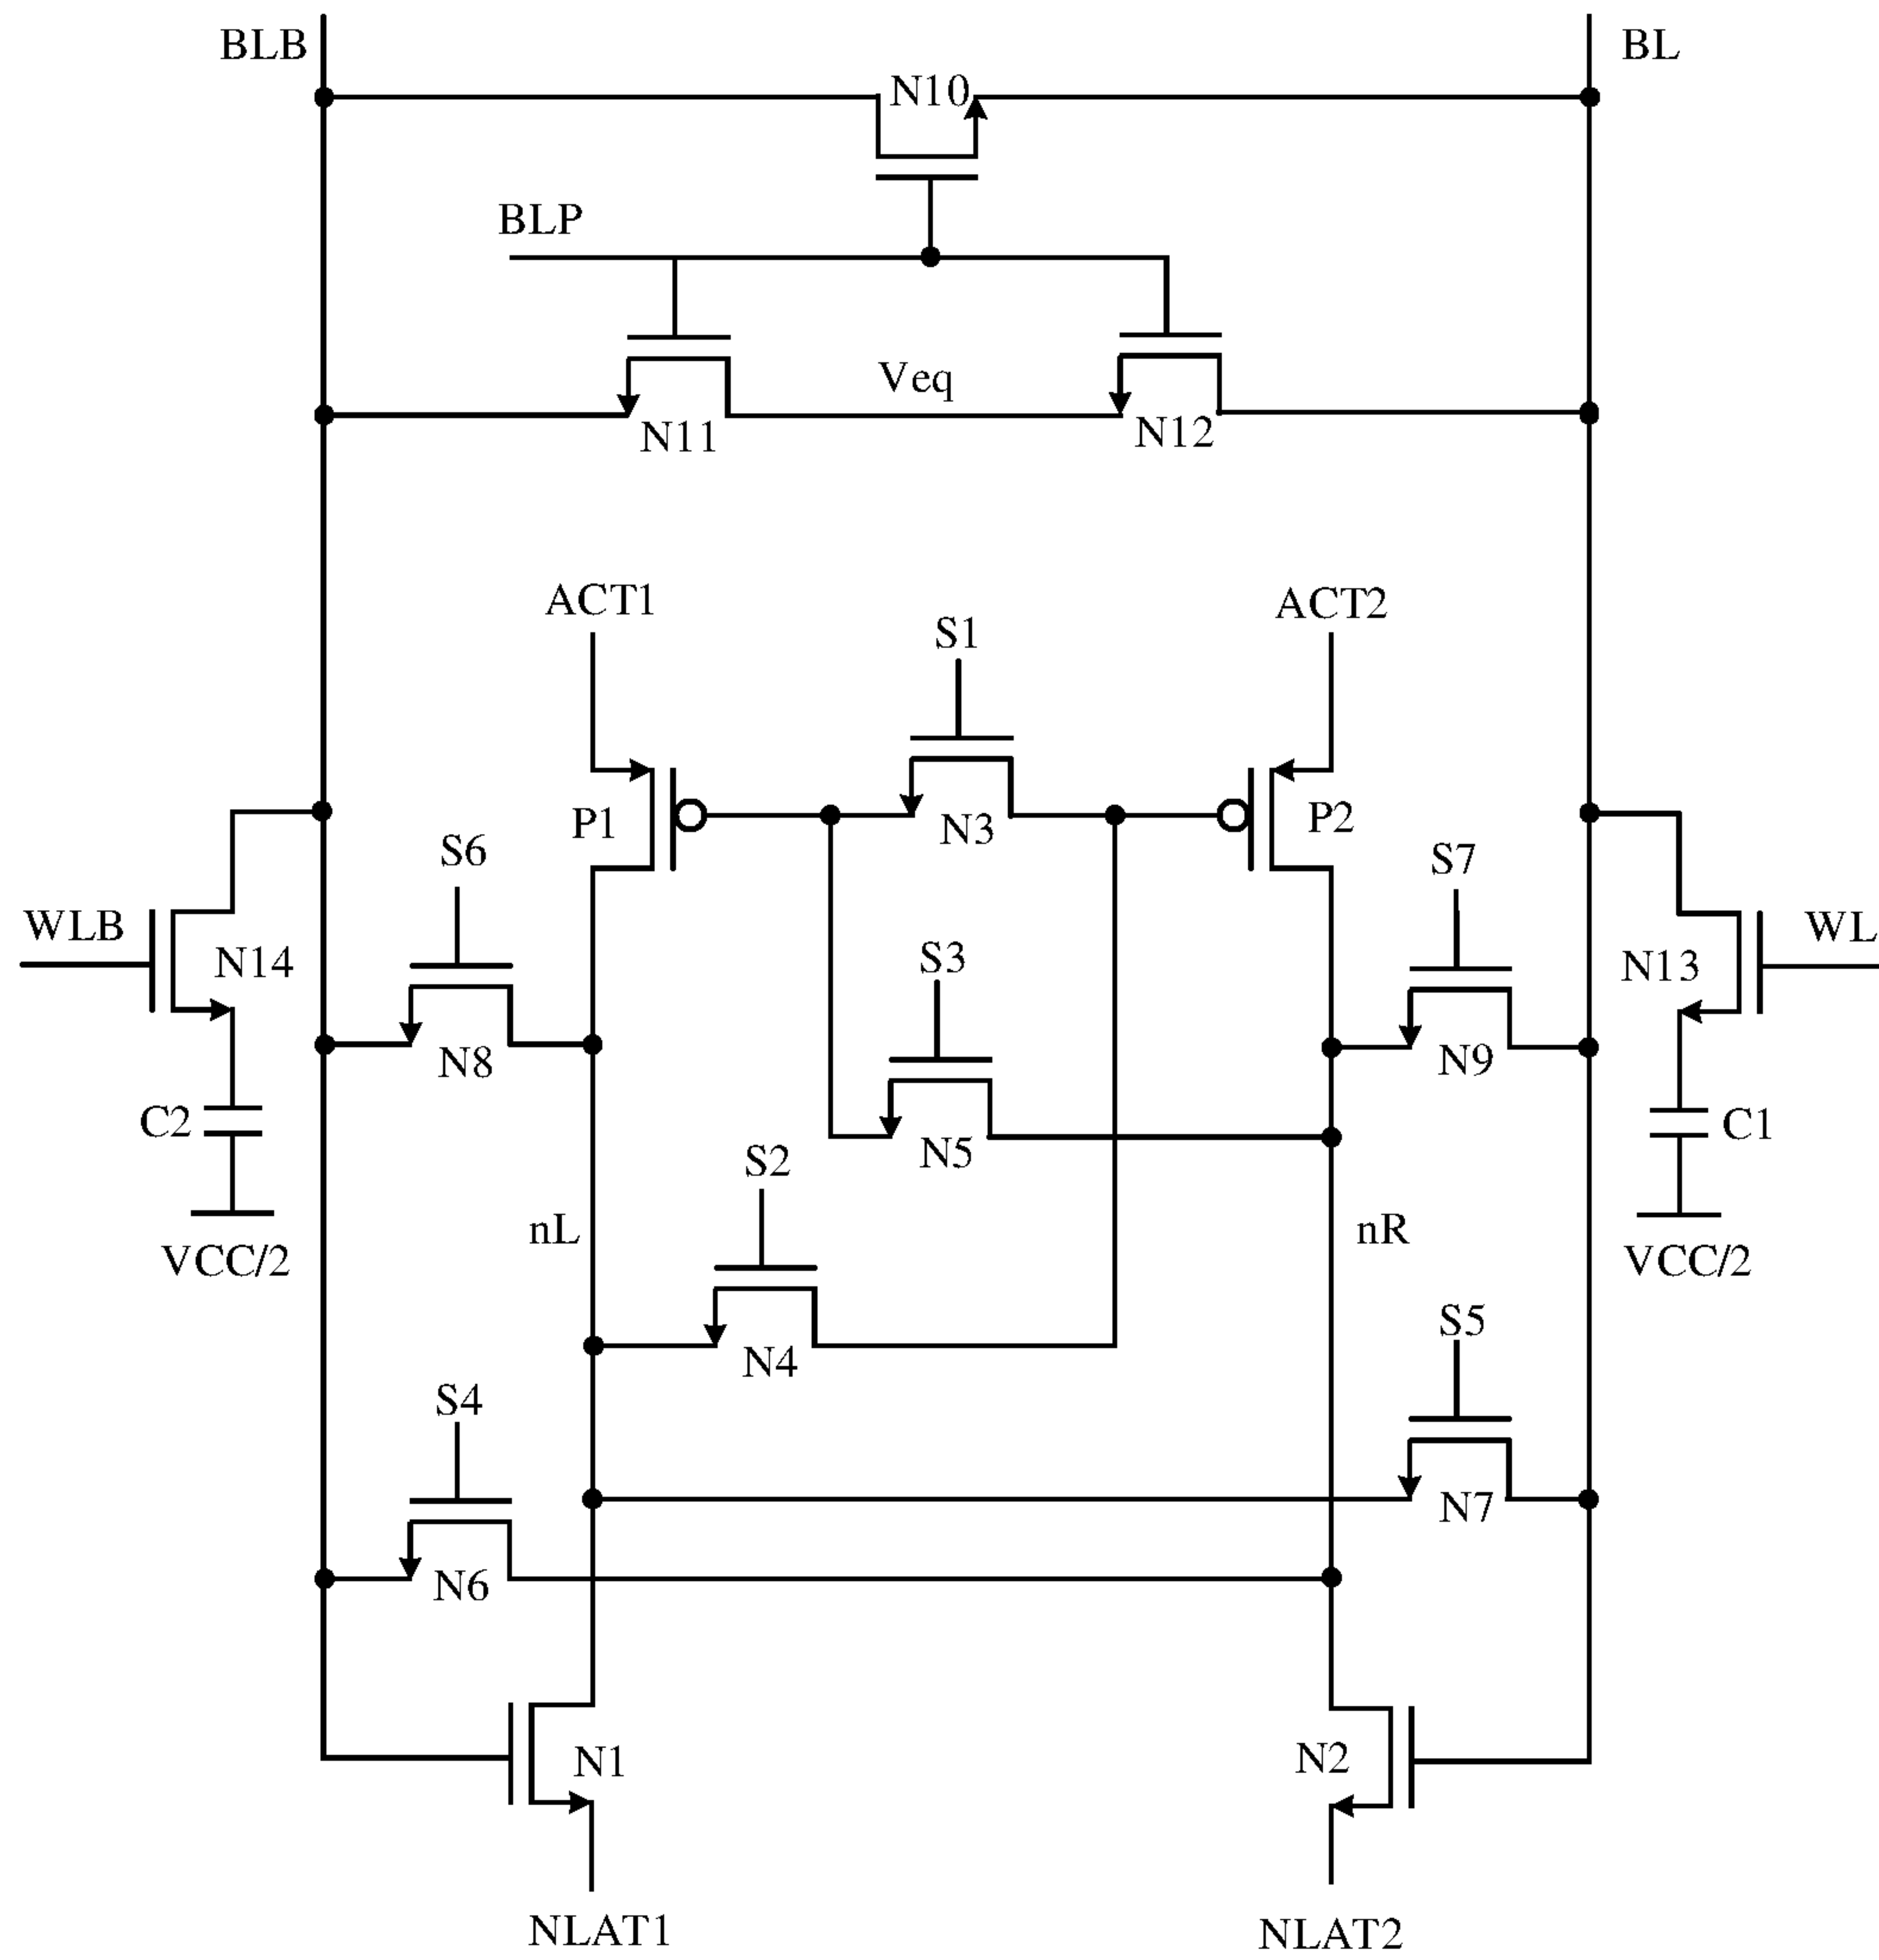 BLB
BL
N10
BLP
Veq
N11
N12
ACT1
ACT2
S1
P1
N3
P2
S6
S7
WLB
N14
S3
N13
WL
N8
N9
C2
N5
C1
S2
nL
nR
VCC/2
VCC/2
S5
N4
S4
N7
N6
N1
N2
NLAT1
NLAT2